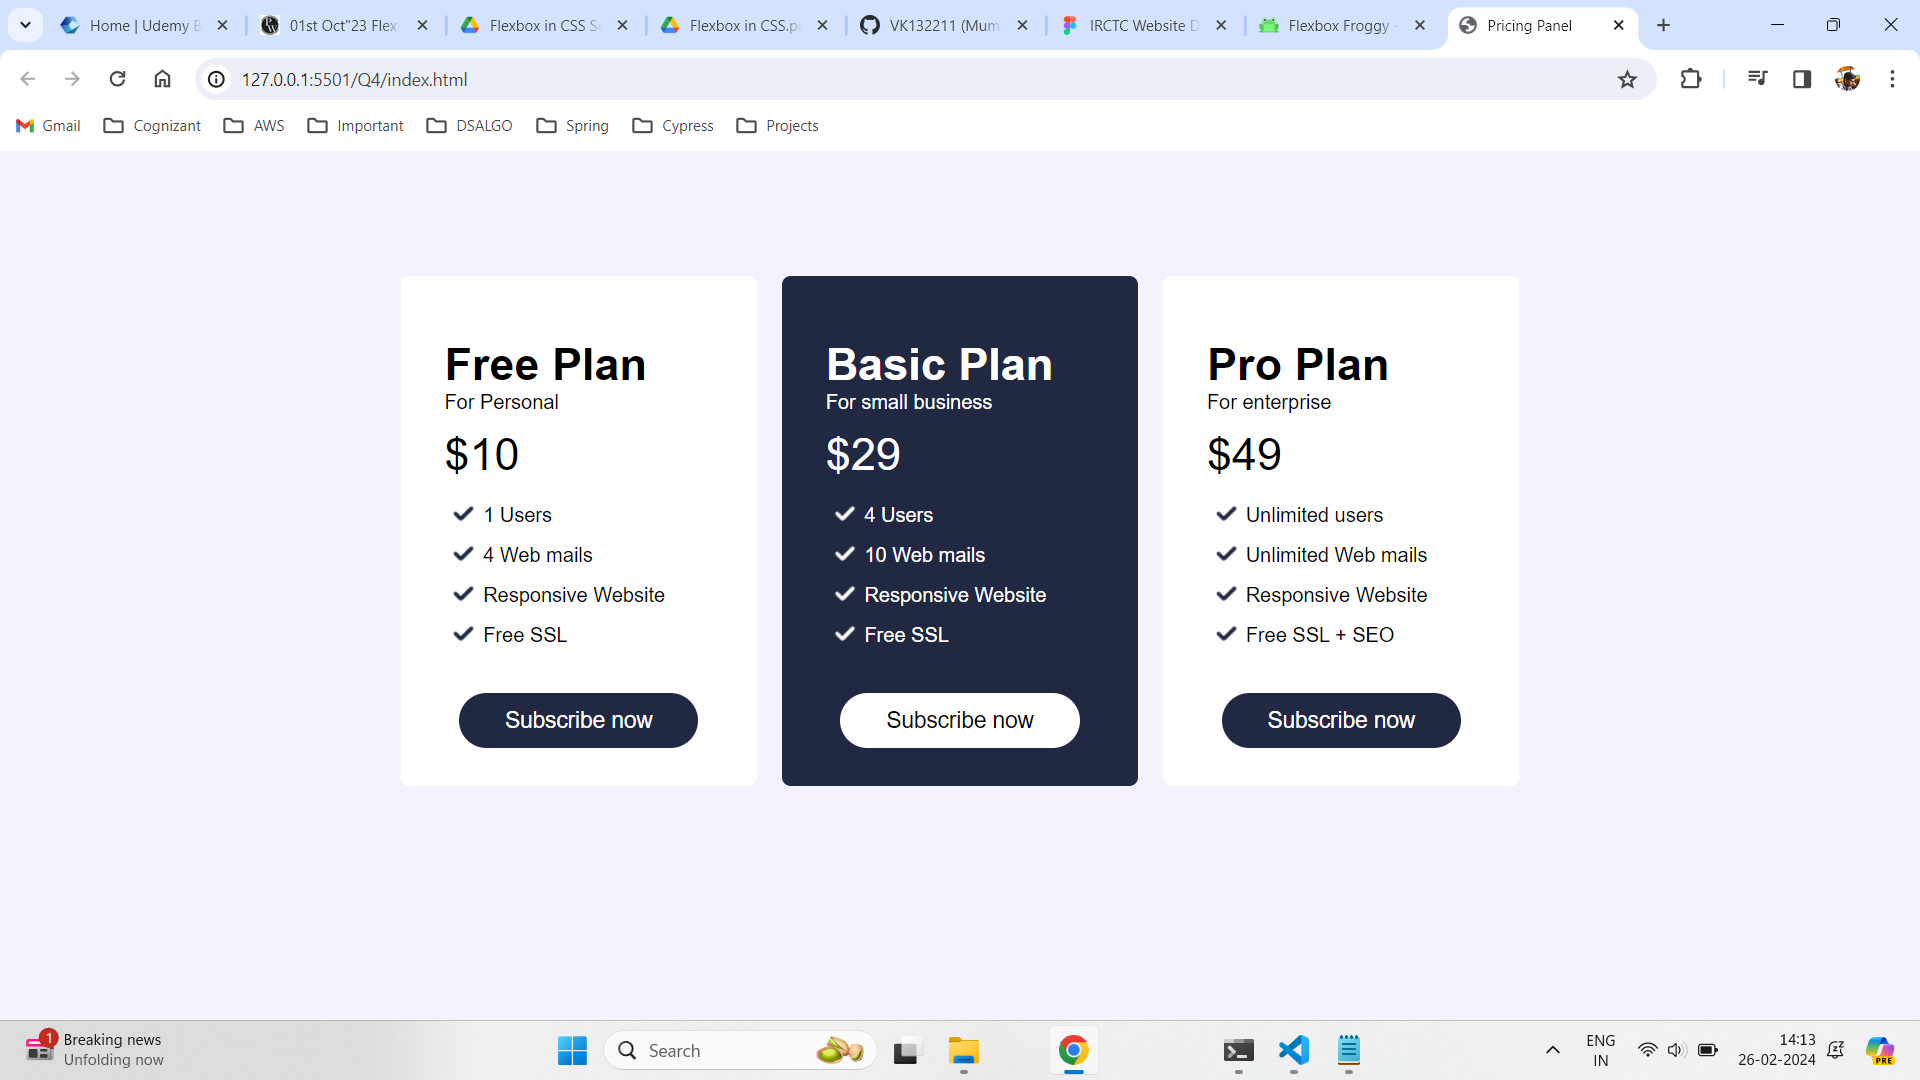 Home | Udemy B
01st Oct"23 Flex
Flexbox in CSS So
Flexbox in CSS.p
VK132211 (Mum
IRCTC Website D
Flexbox Froggy -
Pricing Panel
127.0.0.1:5501/Q4/index.html
Gmail
Cognizant
AWS
Important
DSALGO
Spring
Cypress
Projects
Free Plan
For Personal
$10
1 Users
4 Web mails
Responsive Website
Free SSL
Subscribe now
Basic Plan
For small business
$29
4 Users
10 Web mails
Responsive Website
Free SSL
Subscribe now
Pro Plan
For enterprise
$49
Unlimited users
Unlimited Web mails
Responsive Website
Free SSL + SEO
Subscribe now
1
Breaking news
Unfolding now
Search
ENG
IN
14:13
26-02-2024
PRE